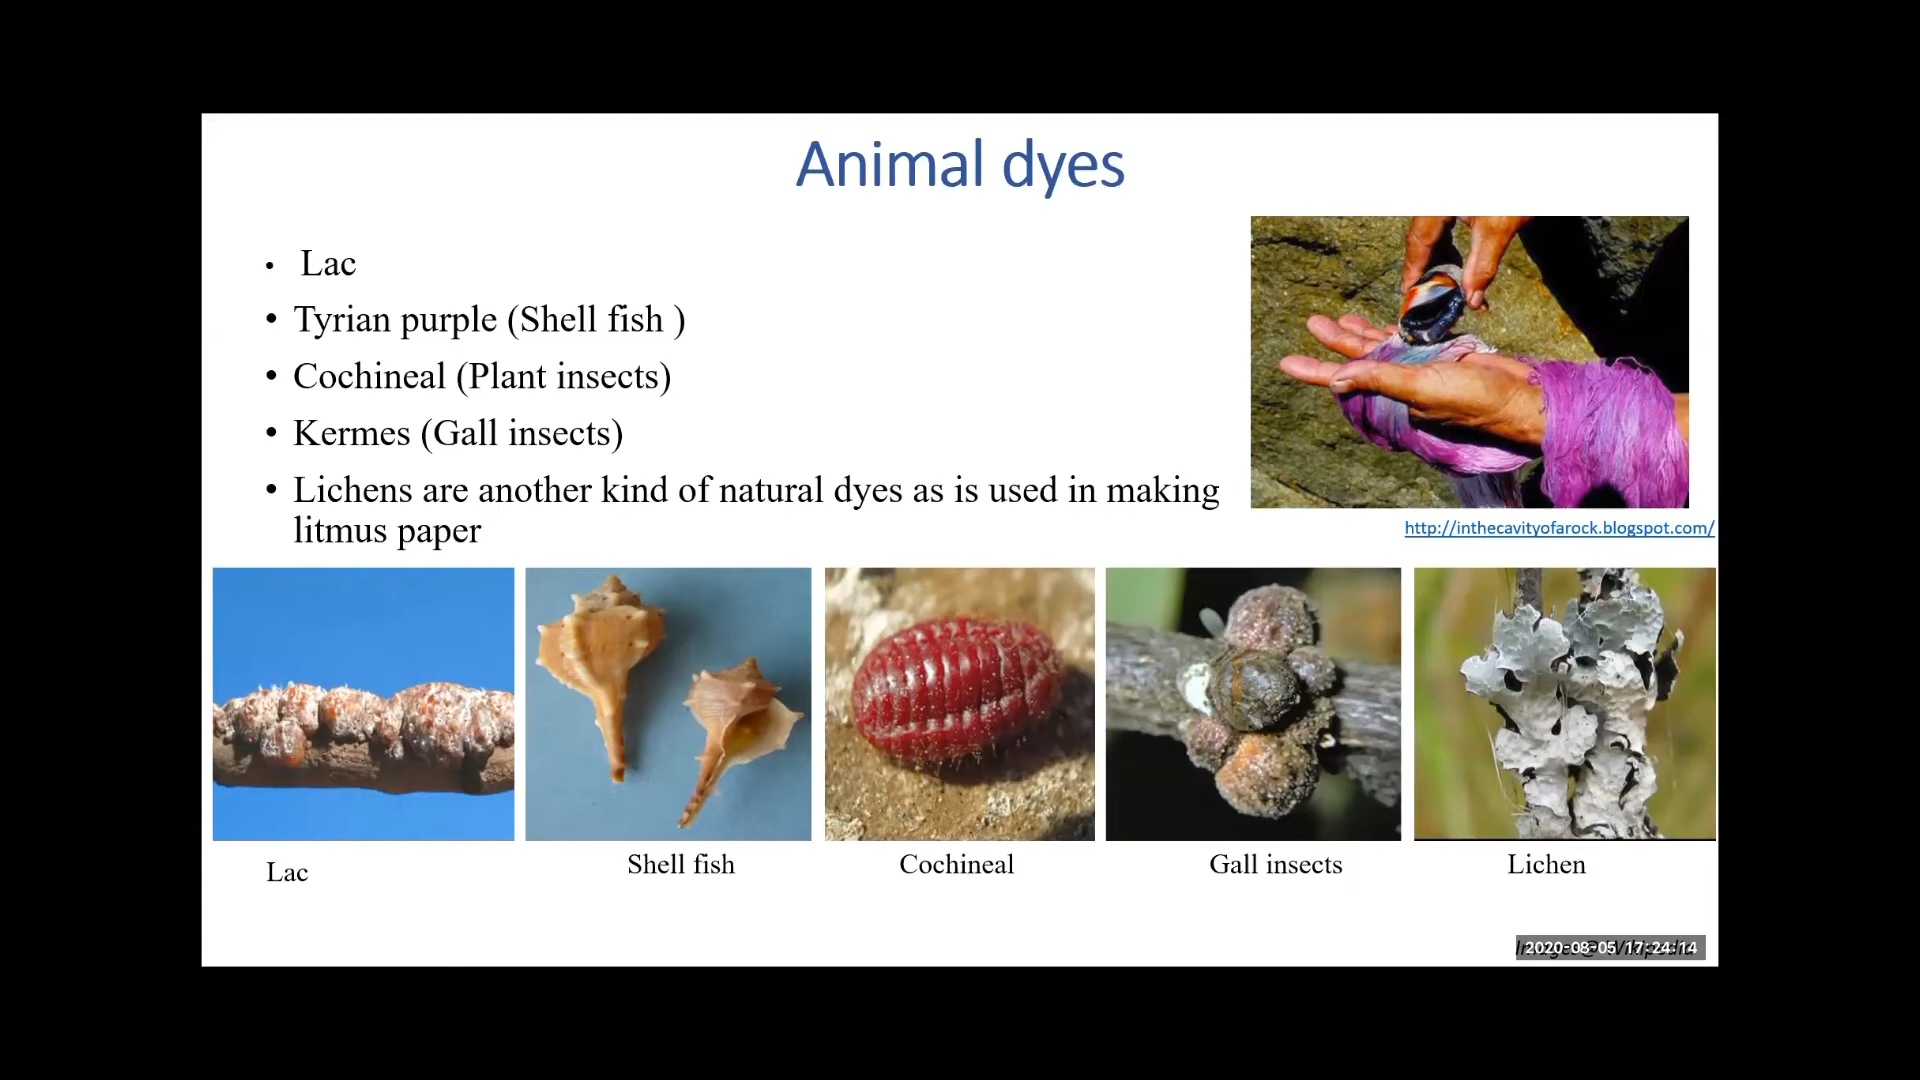 Animal dyes
• Lac
• Tyrian purple (Shell fish )
• Cochineal (Plant insects)
• Kermes (Gall insects)
• Lichens are another kind of natural dyes as is used in making
litmus paper
http://inthecavityofarock.blogspot.com/
Lac
Shell fish
Cochineal
Gall insects
Lichen
2020-08-05 17:24:14